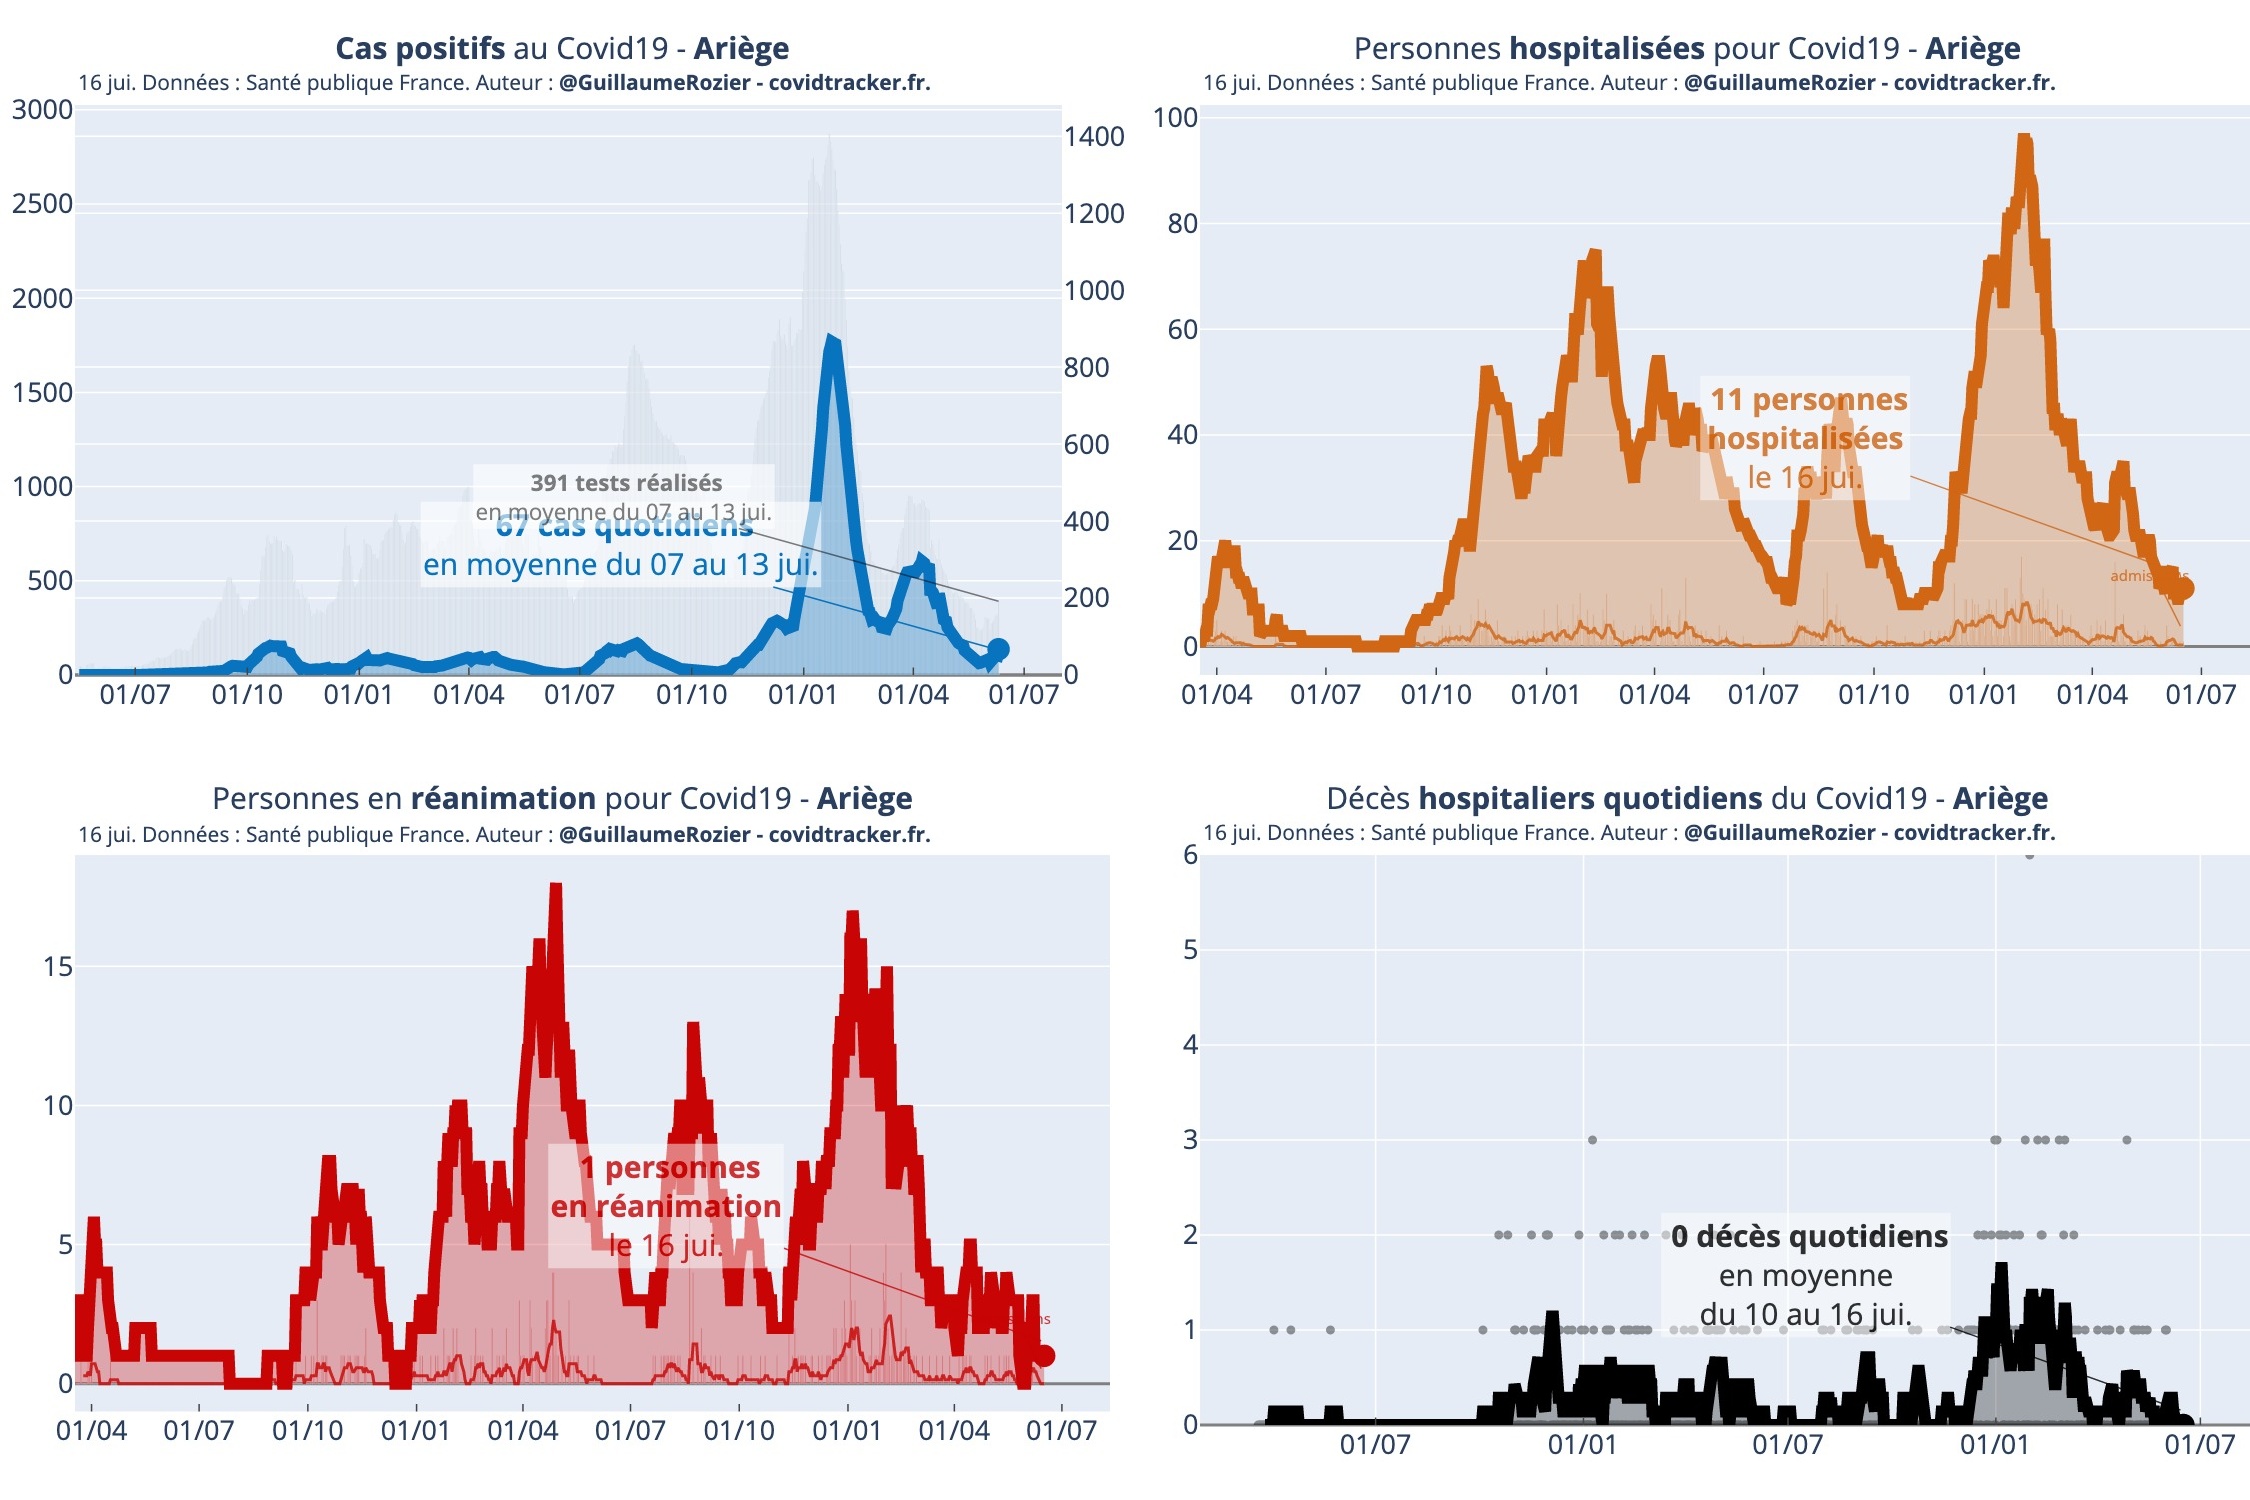 Cas positifs au Covid19 - Ariège
16 jui. Données : Santé publique France. Auteur : @GuillaumeRozier - covidtracker.fr.
3000
2500
2000
1500
1000
500
0
1400
1200
1000
800
600
400
200
0
391 tests réalisés
en moyenne du 07 au 13 jui.
67 cas quotidiens
en moyenne du 07 au 13 jui.
01/07 01/10 01/01 01/04 01/07 01/10 01/01 01/04 01/07
Personnes hospitalisées pour Covid19 - Ariège
16 jui. Données : Santé publique France. Auteur : @GuillaumeRozier - covidtracker.fr.
100
80
60
40
20
0
11 personnes
hospitalisées
le 16 jui.
01/04 01/07 01/10 01/01 01/04 01/07 01/10 01/01 01/04 01/07
Personnes en réanimation pour Covid19 - Ariège
16 jui. Données : Santé publique France. Auteur : @GuillaumeRozier - covidtracker.fr.
15
10
5
0
1 personnes
en réanimation
le 16 jui.
01/04 01/07 01/10 01/01 01/04 01/07 01/10 01/01 01/04 01/07
Décès hospitaliers quotidiens du Covid19 - Ariège
16 jui. Données : Santé publique France. Auteur : @GuillaumeRozier - covidtracker.fr.
6
5
4
3
2
1
0
0 décès quotidiens
en moyenne
du 10 au 16 jui.
01/07 01/01 01/07 01/01 01/07